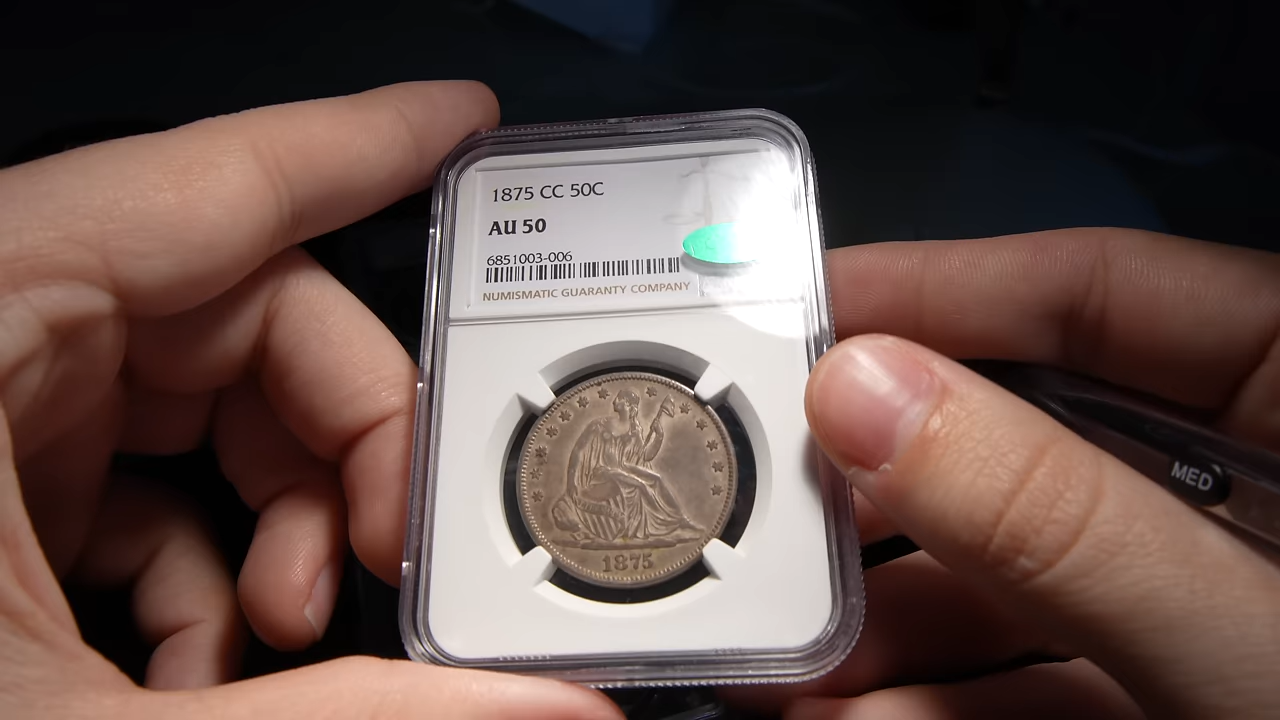 1875 CC 50C
AU 50
6851003-006
NUMISMATIC GUARANTY COMPANY
1875
MED